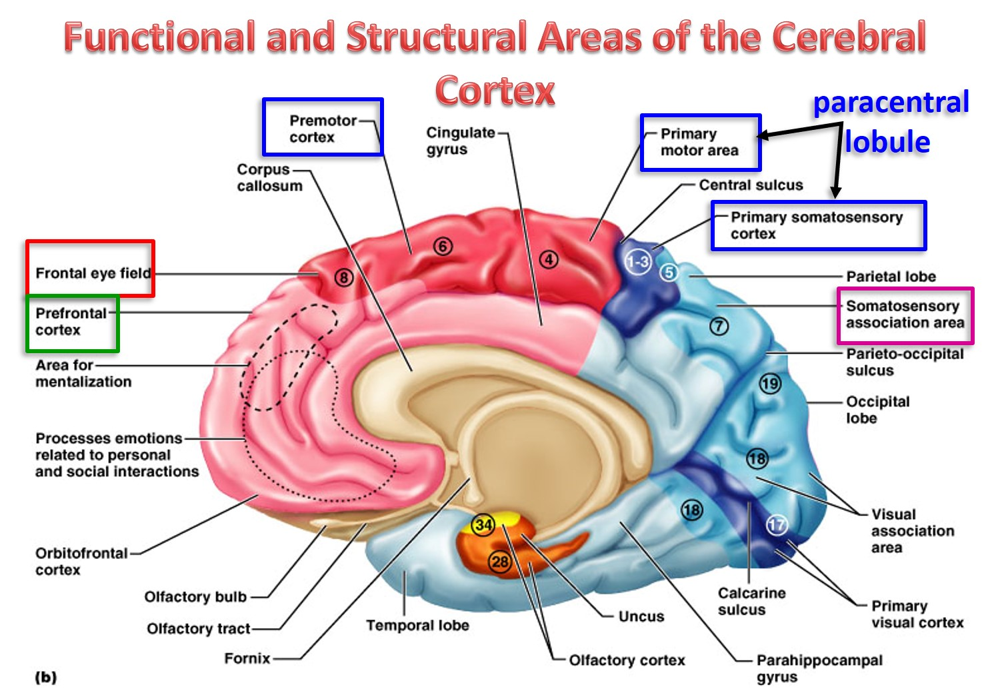 Functional and Structural Areas of the Cerebral
Cortex
paracentral
lobule
Premotor
cortex
Cingulate
gyrus
Primary
motor area
Corpus
callosum
Central sulcus
Primary somatosensory
cortex
Frontal eye field
Prefrontal
cortex
Area for
mentalization
Processes emotions
related to personal
and social interactions
Orbitofrontal
cortex
Olfactory bulb
Olfactory tract
Fornix
Temporal lobe
8
6
4
1-3
5
7
19
18
18
17
34
28
Parietal lobe
Somatosensory
association area
Parieto-occipital
sulcus
Occipital
lobe
Visual
association
area
Calcarine
sulcus
Primary
visual cortex
Uncus
Olfactory cortex
Parahippocampal
gyrus
(b)